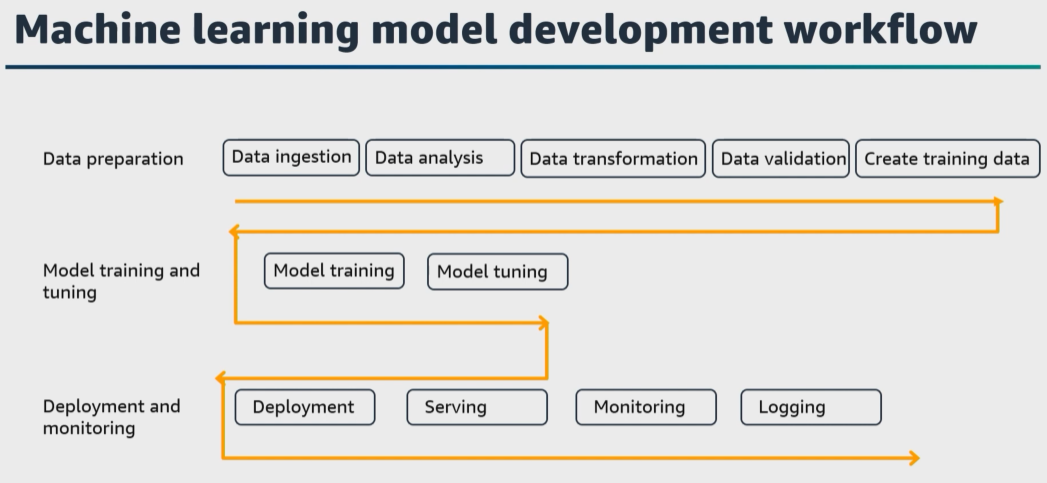 Machine learning model development workflow
Data preparation
Data ingestion
Data analysis
Data transformation
Data validation
Create training data
Model training and
tuning
Model training
Model tuning
Deployment and
monitoring
Deployment
Serving
Monitoring
Logging